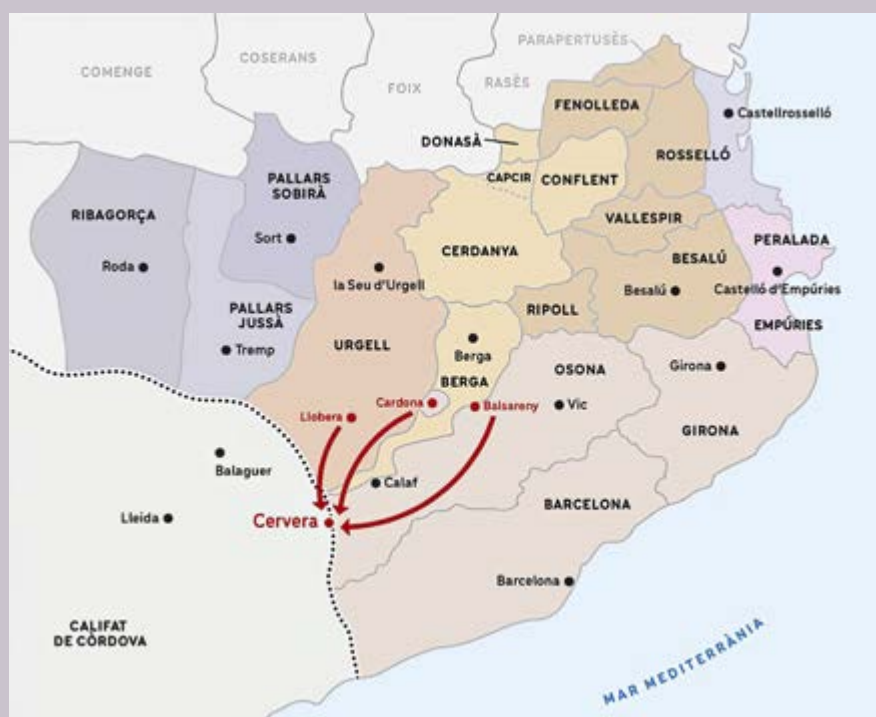 PARAPERTUSÈS
COSERANS
COMENGE
FOIX
RASÈS
FENOLLEDA
Castellrosselló
DONASÀ
ROSSELLÓ
CAPCIR
CONFLENT
PALLARS
SOBIRÀ
RIBAGORÇA
VALLESPIR
Sort
PERALADA
CERDANYA
BESALÚ
Roda
la Seu d'Urgell
Besalú
Castelló d'Empúries
PALLARS
JUSSÀ
RIPOLL
EMPÚRIES
Tremp
URGELL
Berga
OSONA
Girona
BERGA
Cardona
Balsareny
Vic
Llobera
GIRONA
Balaguer
Calaf
BARCELONA
Lleida
Cervera
Barcelona
CALIFAT
DE CÒRDOVA
MAR MEDITERRÀNIA